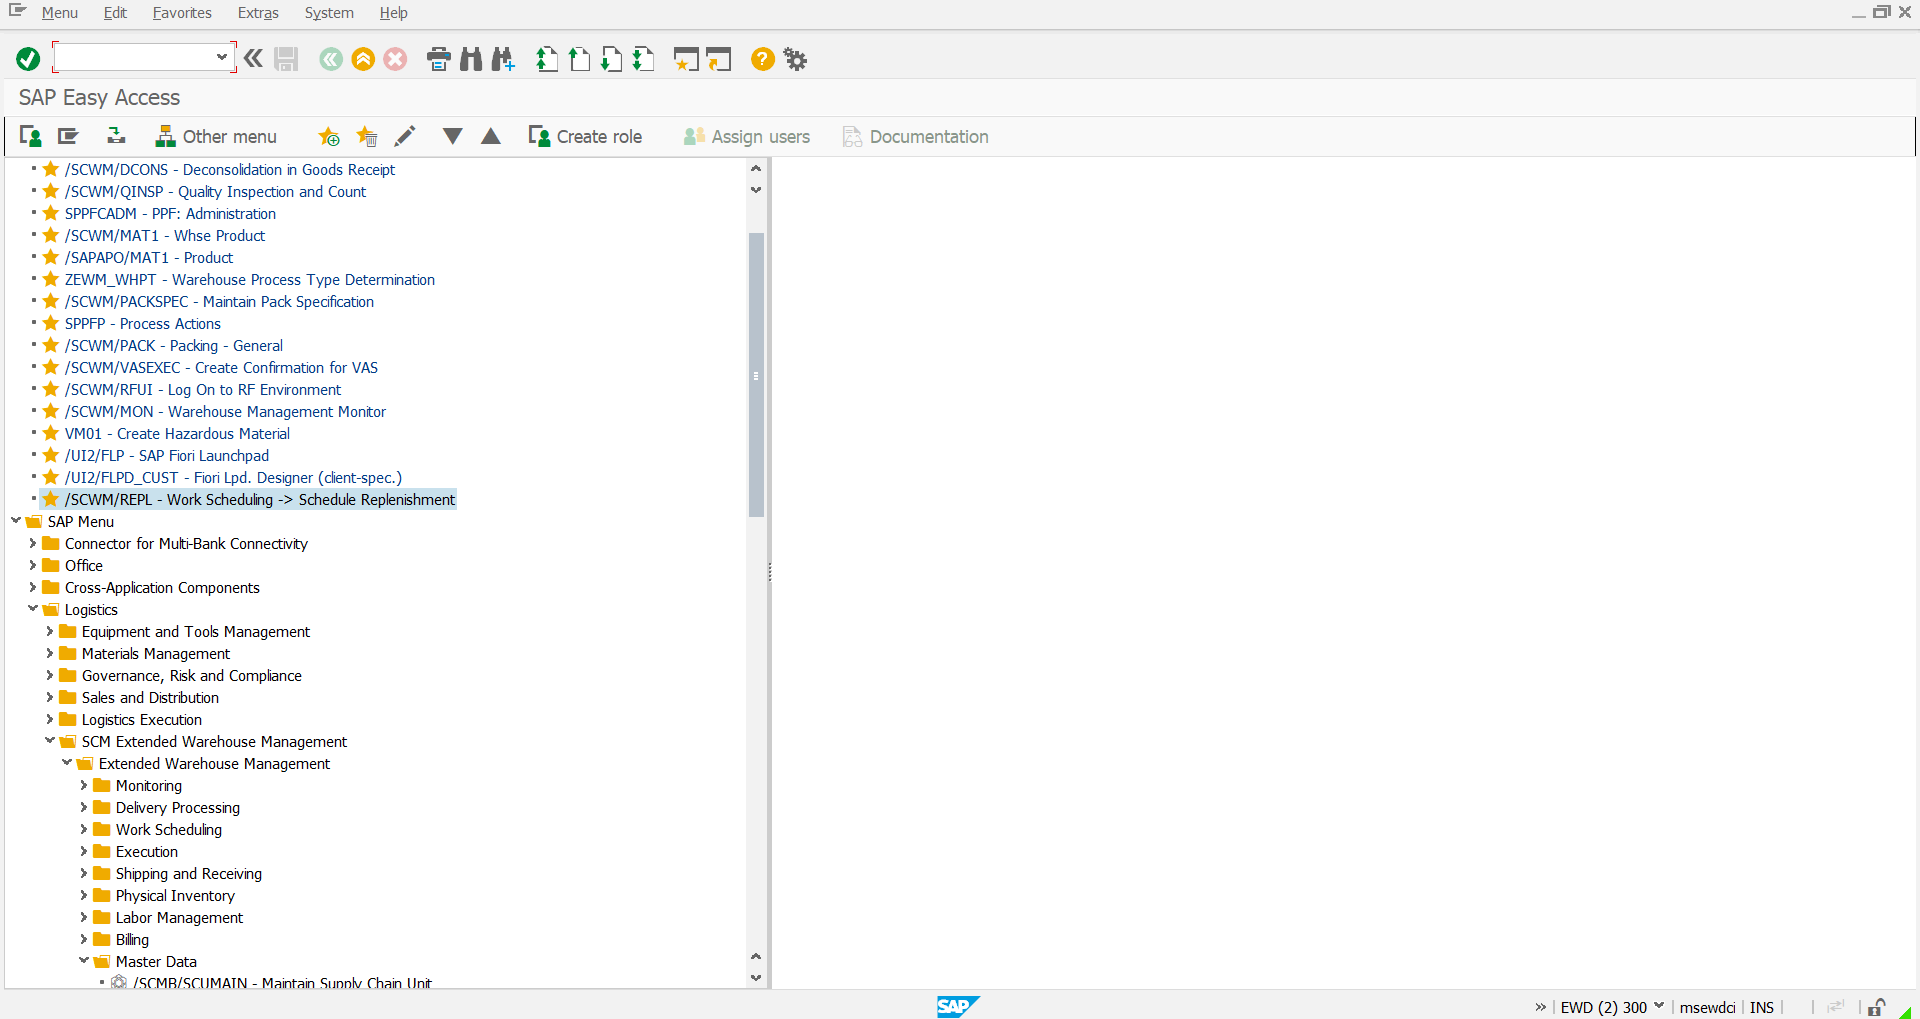 Menu Edit Favorites Extras System Help
SAP Easy Access
Other menu Create role Assign users Documentation
/SCWM/DCONS - Deconsolidation in Goods Receipt
/SCWM/QINSP - Quality Inspection and Count
SPPFCADM - PPF: Administration
/SCWM/MAT1 - Whse Product
/SAPAPO/MAT1 - Product
ZEWM_WHPT - Warehouse Process Type Determination
/SCWM/PACKSPEC - Maintain Pack Specification
SPPFP - Process Actions
/SCWM/PACK - Packing - General
/SCWM/VASEXEC - Create Confirmation for VAS
/SCWM/RFUI - Log On to RF Environment
/SCWM/MON - Warehouse Management Monitor
VM01 - Create Hazardous Material
/UI2/FLP - SAP Fiori Launchpad
/UI2/FLPD_CUST - Fiori Lpd. Designer (client-spec.)
/SCWM/REPL - Work Scheduling -> Schedule Replenishment
SAP Menu
Connector for Multi-Bank Connectivity
Office
Cross-Application Components
Logistics
Equipment and Tools Management
Materials Management
Governance, Risk and Compliance
Sales and Distribution
Logistics Execution
SCM Extended Warehouse Management
Extended Warehouse Management
Monitoring
Delivery Processing
Work Scheduling
Execution
Shipping and Receiving
Physical Inventory
Labor Management
Billing
Master Data
/SCMB/SCUMAIN - Maintain Supply Chain Unit
SAP
EWD (2) 300 msewdci INS